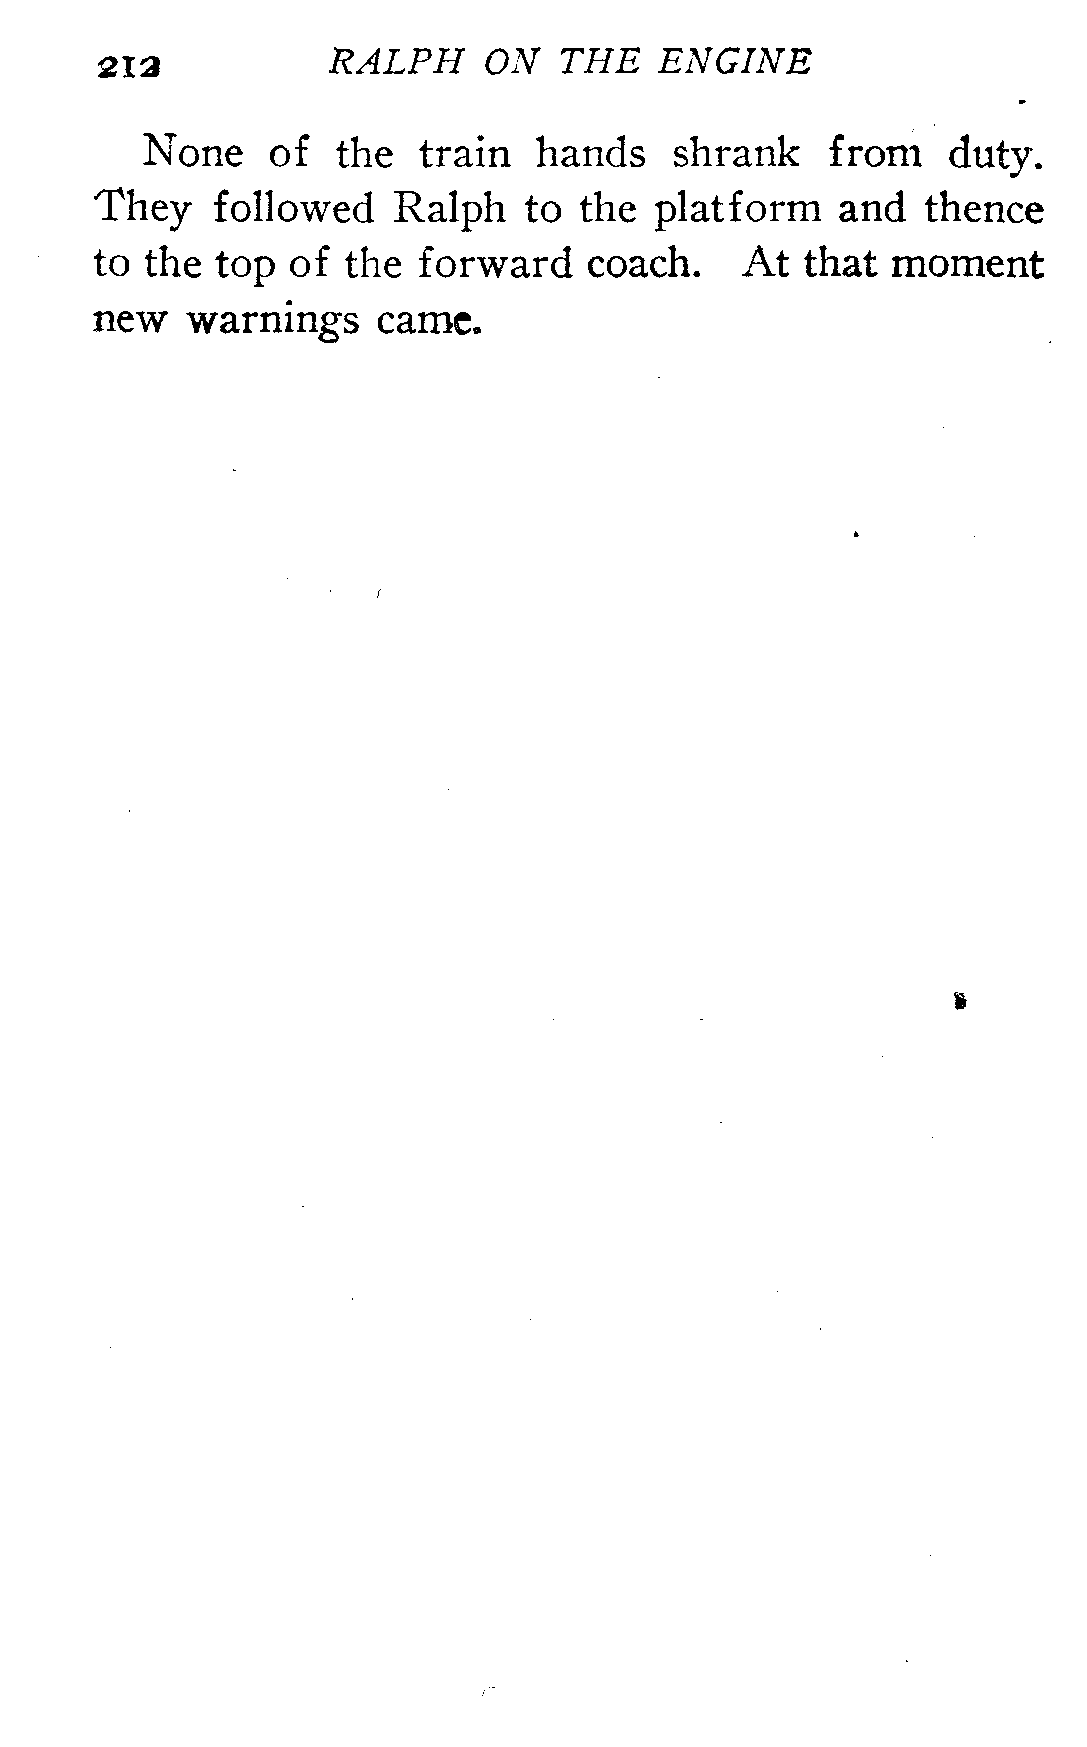 212 RALPH ON THE ENGINE
None of the train hands shrank from duty.
They followed Ralph to the platform and thence
to the top of the forward coach. At that moment
new warnings came.